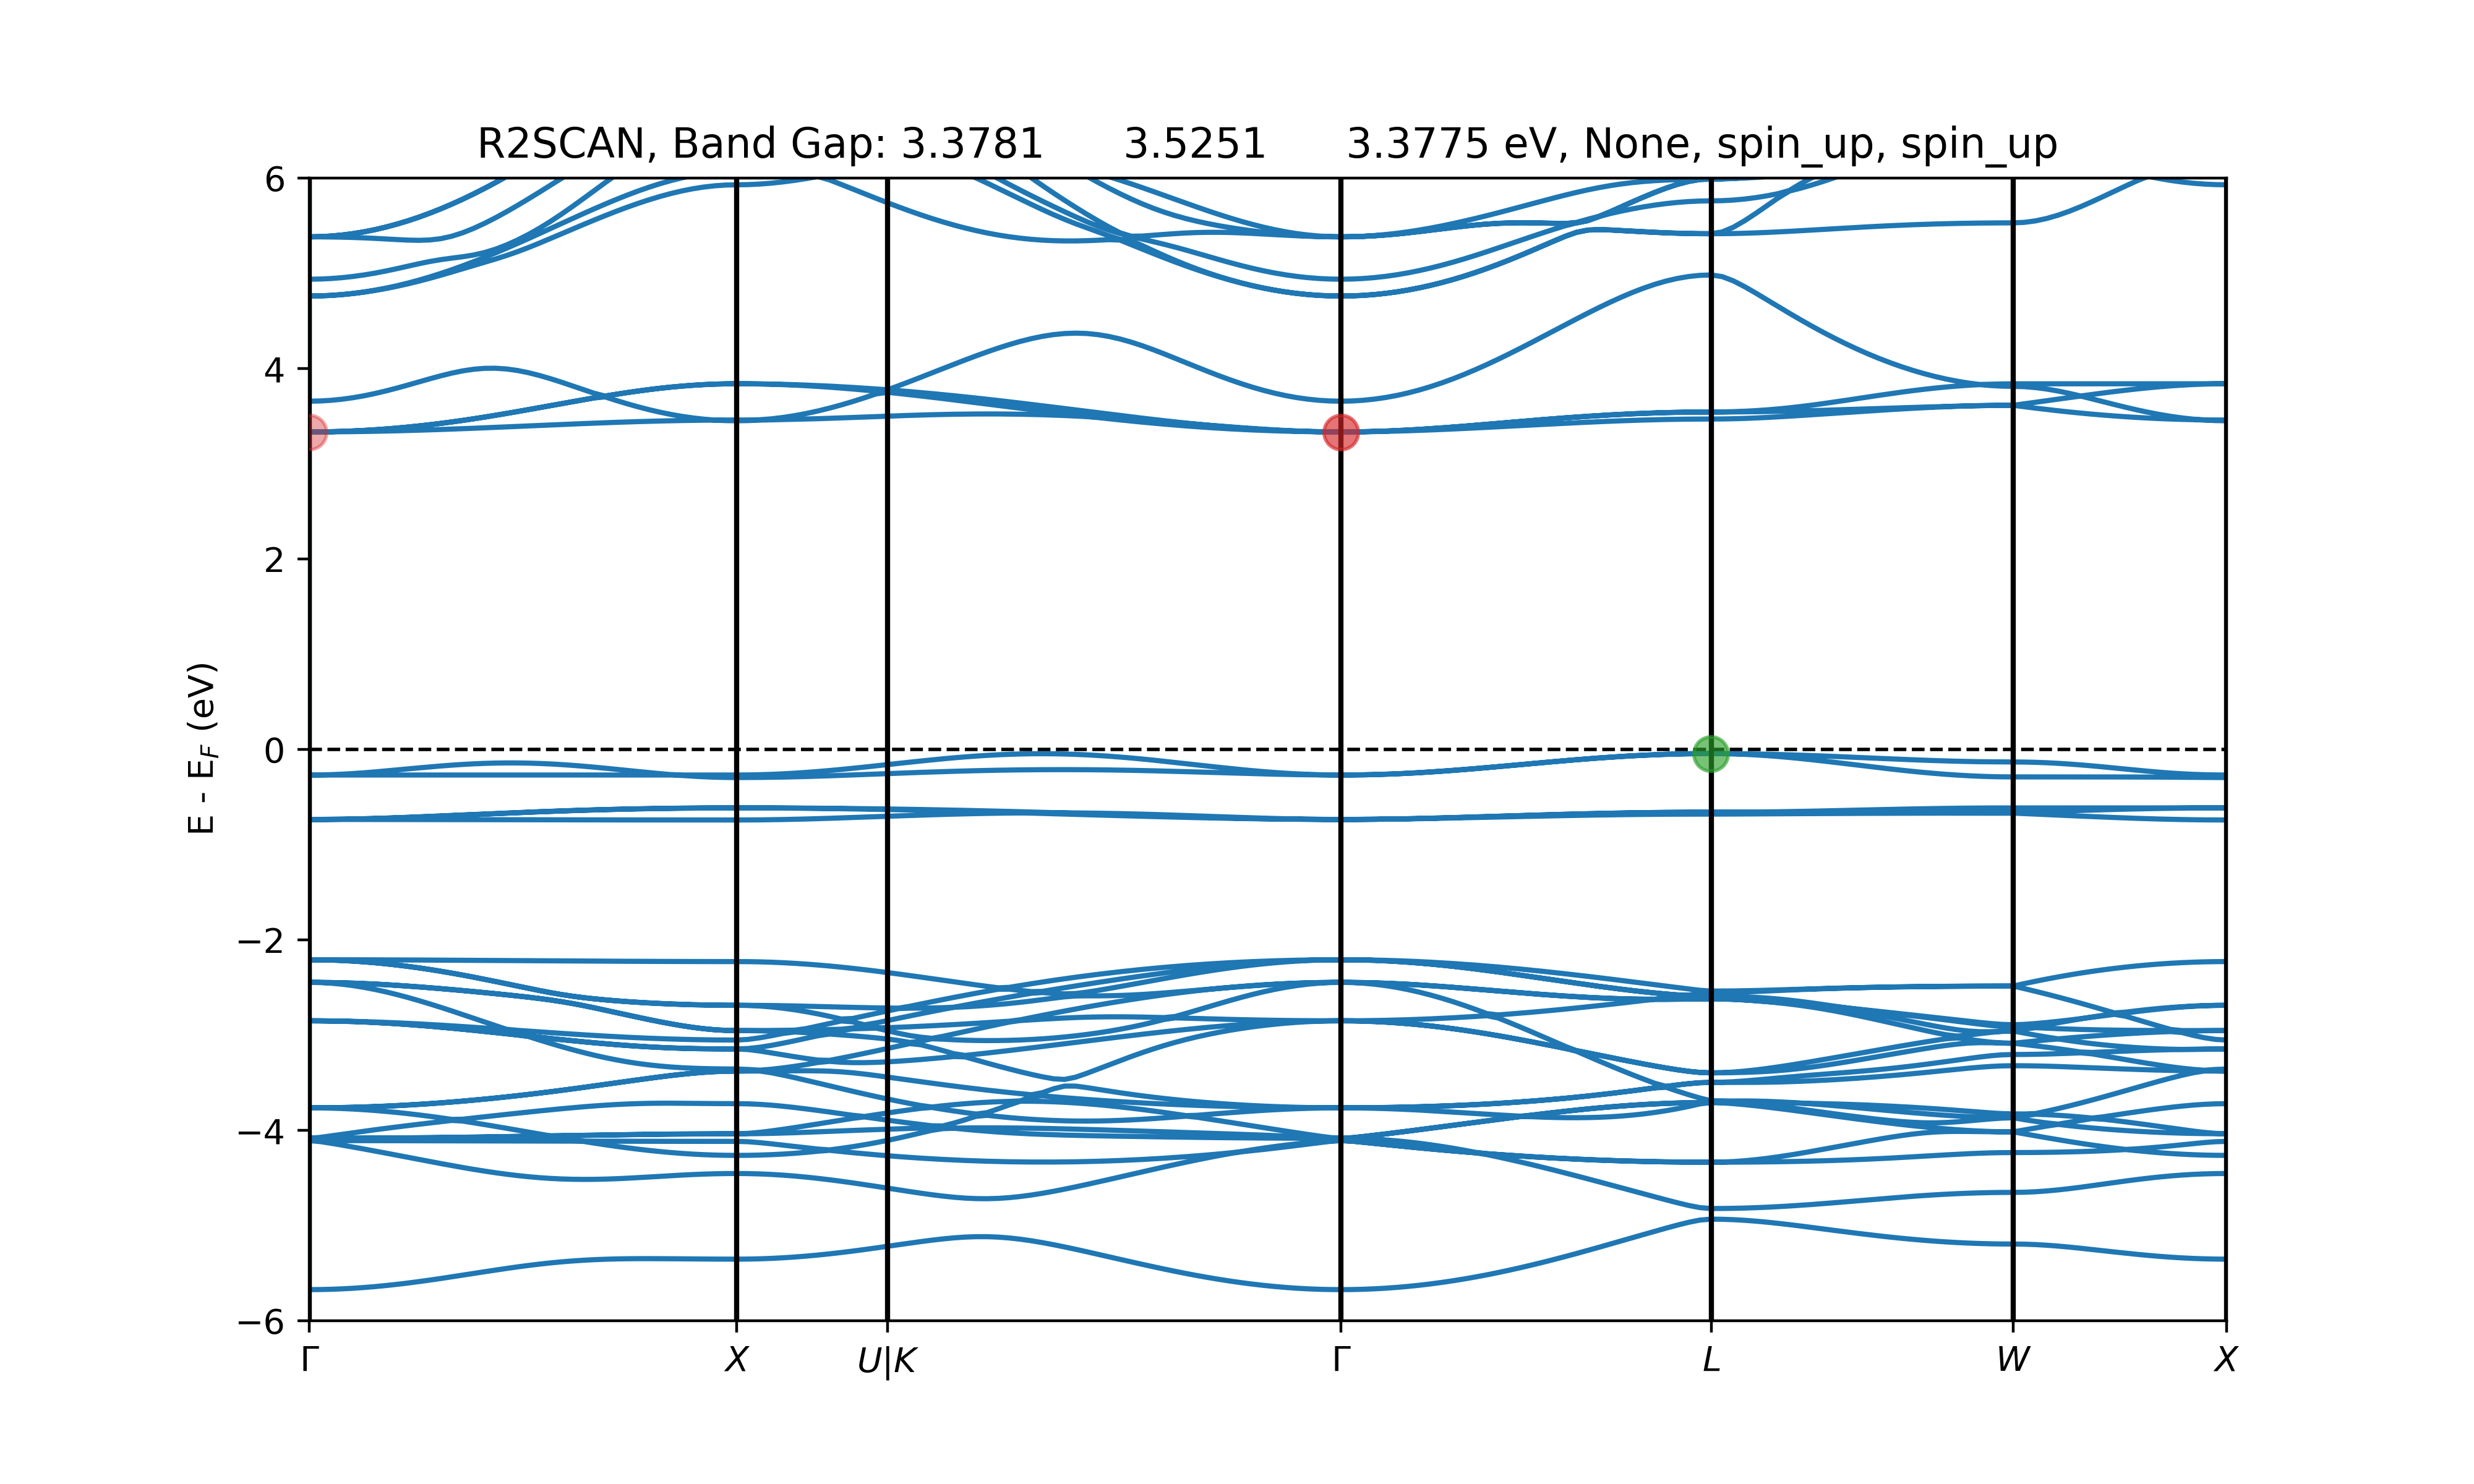 R2SCAN, Band Gap: 3.3781 3.5251 3.3775 eV, None, spin_up, spin_up
6
4
2
0
−2
−4
−6
E - E_F (eV)
Γ X U|K Γ L W X